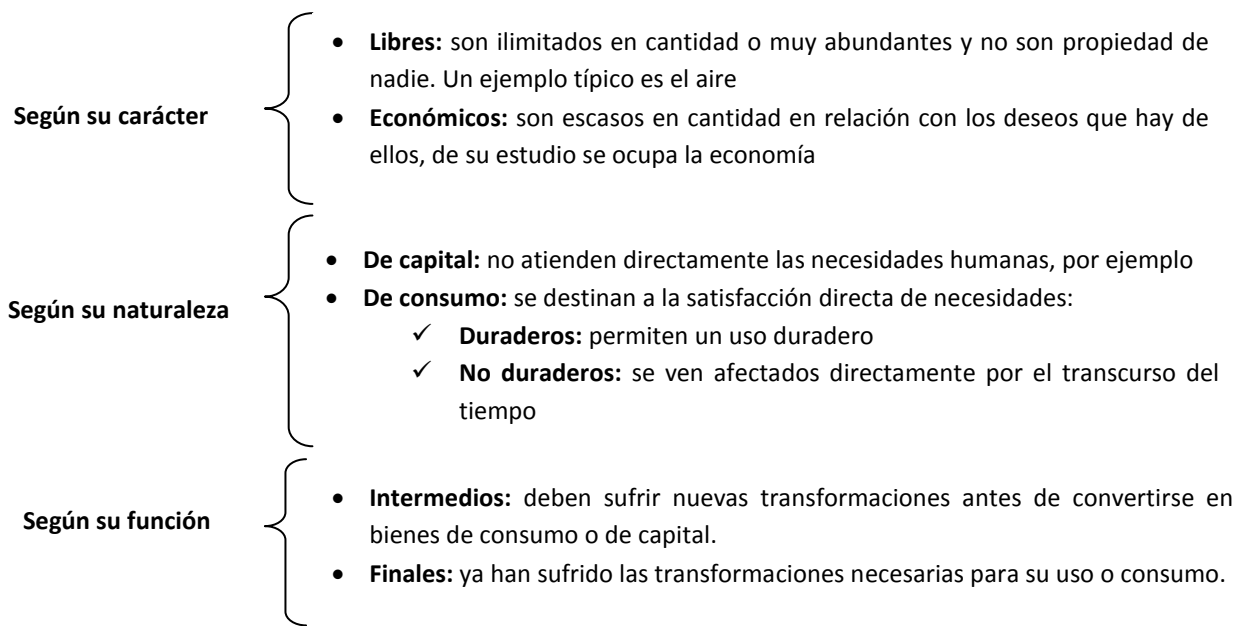 Según su carácter
• Libres: son ilimitados en cantidad o muy abundantes y no son propiedad de
nadie. Un ejemplo típico es el aire
• Económicos: son escasos en cantidad en relación con los deseos que hay de
ellos, de su estudio se ocupa la economía
Según su naturaleza
• De capital: no atienden directamente las necesidades humanas, por ejemplo
• De consumo: se destinan a la satisfacción directa de necesidades:
✓ Duraderos: permiten un uso duradero
✓ No duraderos: se ven afectados directamente por el transcurso del
tiempo
Según su función
• Intermedios: deben sufrir nuevas transformaciones antes de convertirse en
bienes de consumo o de capital.
• Finales: ya han sufrido las transformaciones necesarias para su uso o consumo.